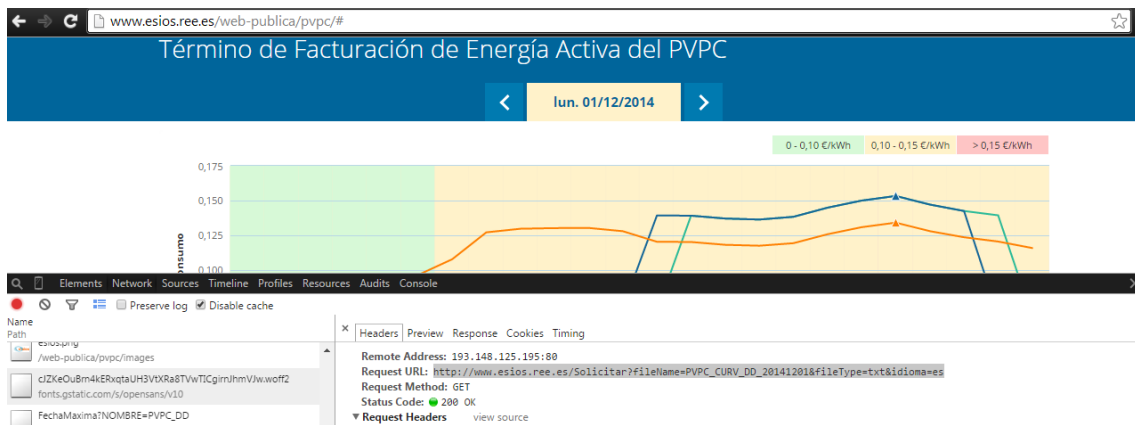 www.esios.ree.es/web-publica/pvpc/#
Término de Facturación de Energía Activa del PVPC
lun. 01/12/2014
0 - 0,10 €/kWh 0,10 - 0,15 €/kWh > 0,15 €/kWh
0,175
0,150
0,125
0,100
nsumo
Elements Network Sources Timeline Profiles Resources Audits Console
Preserve log Disable cache
Name
Path
× Headers Preview Response Cookies Timing
esios.png
/web-publica/pvpc/images
Remote Address: 193.148.125.195:80
Request URL: http://www.esios.ree.es/Solicitar?fileName=PVPC_CURV_DD_20141201&fileType=txt&idioma=es
Request Method: GET
Status Code: 200 OK
Request Headers view source
fonts.gstatic.com/s/opensans/v10
FechaMaxima?NOMBRE=PVPC_DD